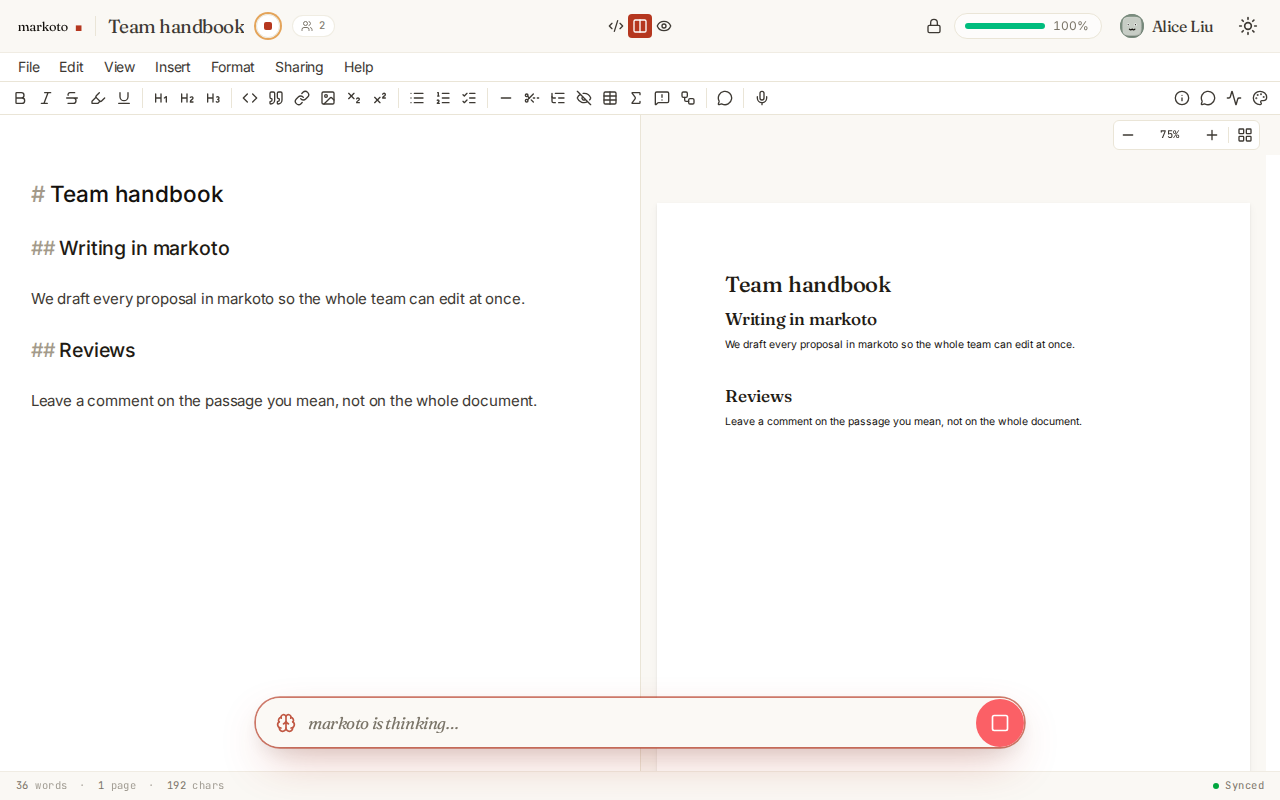 markoto
Team handbook
2
100%
Alice Liu
File Edit View Insert Format Sharing Help
H1 H2 H3
75%
# Team handbook
## Writing in markoto
We draft every proposal in markoto so the whole team can edit at once.
## Reviews
Leave a comment on the passage you mean, not on the whole document.
Team handbook
Writing in markoto
We draft every proposal in markoto so the whole team can edit at once.
Reviews
Leave a comment on the passage you mean, not on the whole document.
markoto is thinking...
36 words · 1 page · 192 chars
Synced